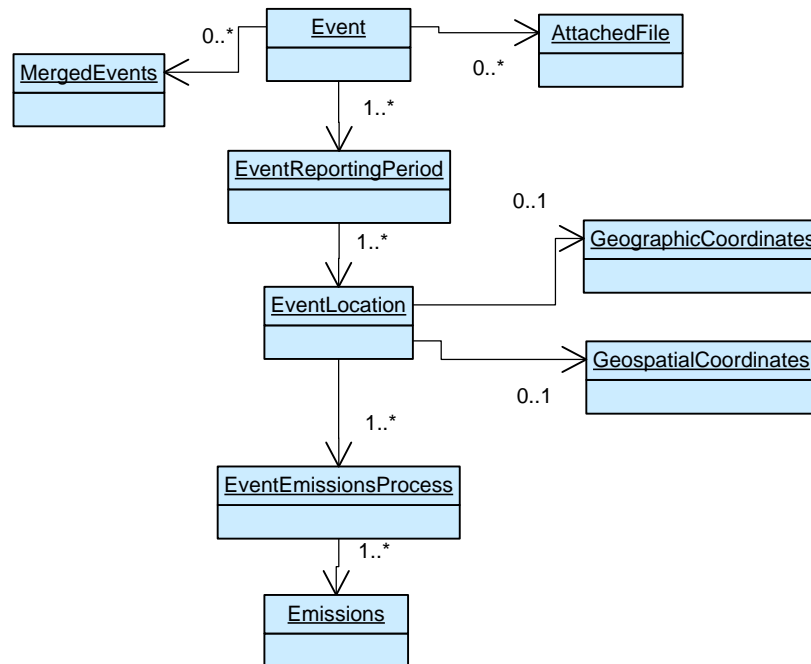 Event
AttachedFile
0..*
MergedEvents
0..*
1..*
EventReportingPeriod
0..1
1..*
GeographicCoordinates
EventLocation
GeospatialCoordinates
0..1
1..*
EventEmissionsProcess
1..*
Emissions